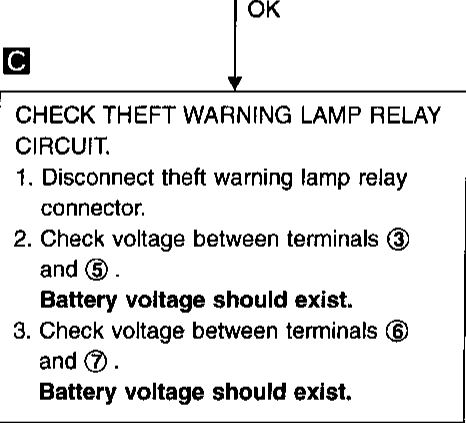 OK
C
CHECK THEFT WARNING LAMP RELAY
CIRCUIT.
1. Disconnect theft warning lamp relay
connector.
2. Check voltage between terminals ③
and ⑤ .
Battery voltage should exist.
3. Check voltage between terminals ⑥
and ⑦ .
Battery voltage should exist.